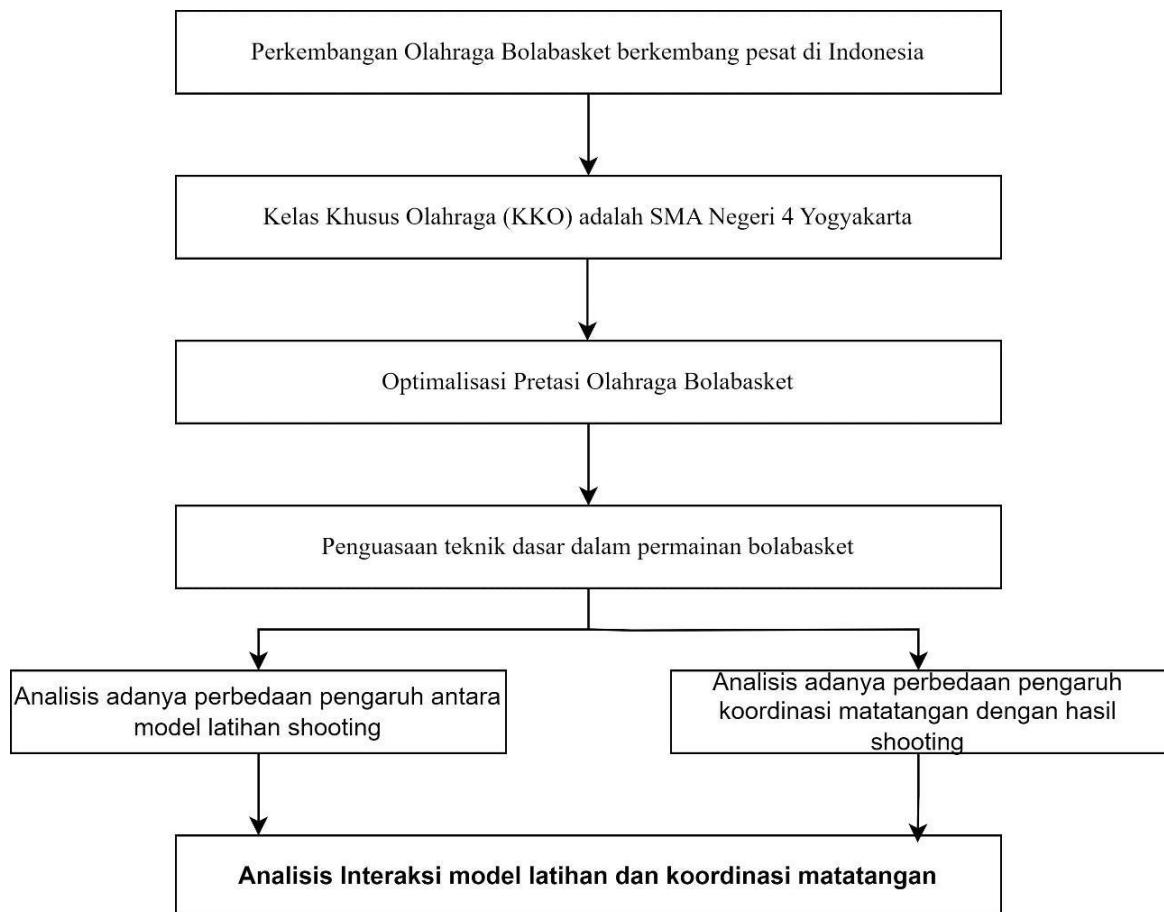 Perkembangan Olahraga Bolabasket berkembang pesat di Indonesia
Kelas Khusus Olahraga (KKO) adalah SMA Negeri 4 Yogyakarta
Optimalisasi Pretasi Olahraga Bolabasket
Penguasaan teknik dasar dalam permainan bolabasket
Analisis adanya perbedaan pengaruh antara
model latihan shooting
Analisis adanya perbedaan pengaruh
koordinasi matatangan dengan hasil
shooting
Analisis Interaksi model latihan dan koordinasi matatangan